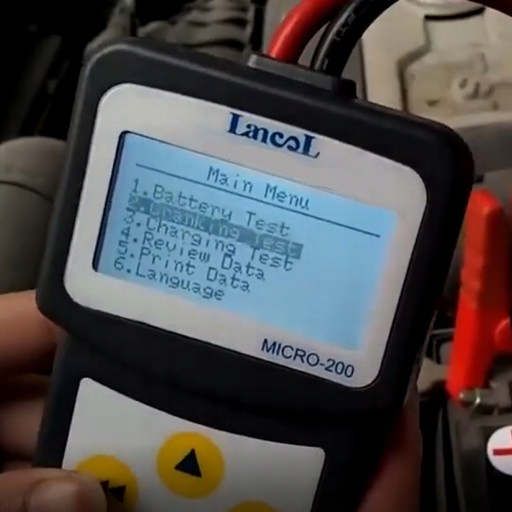 LancoL
Main Menu
1.Battery Test
2.Cranking Test
3.Charging Test
4.Review Data
5.Print Data
6.Language
MICRO-200